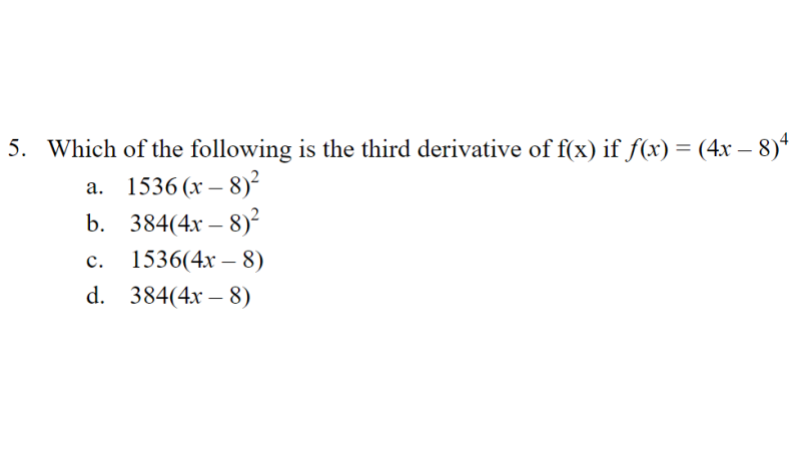 5. Which of the following is the third derivative of f(x) if f(x) = (4x – 8)⁴
a. 1536 (x – 8)²
b. 384(4x – 8)²
c. 1536(4x – 8)
d. 384(4x – 8)